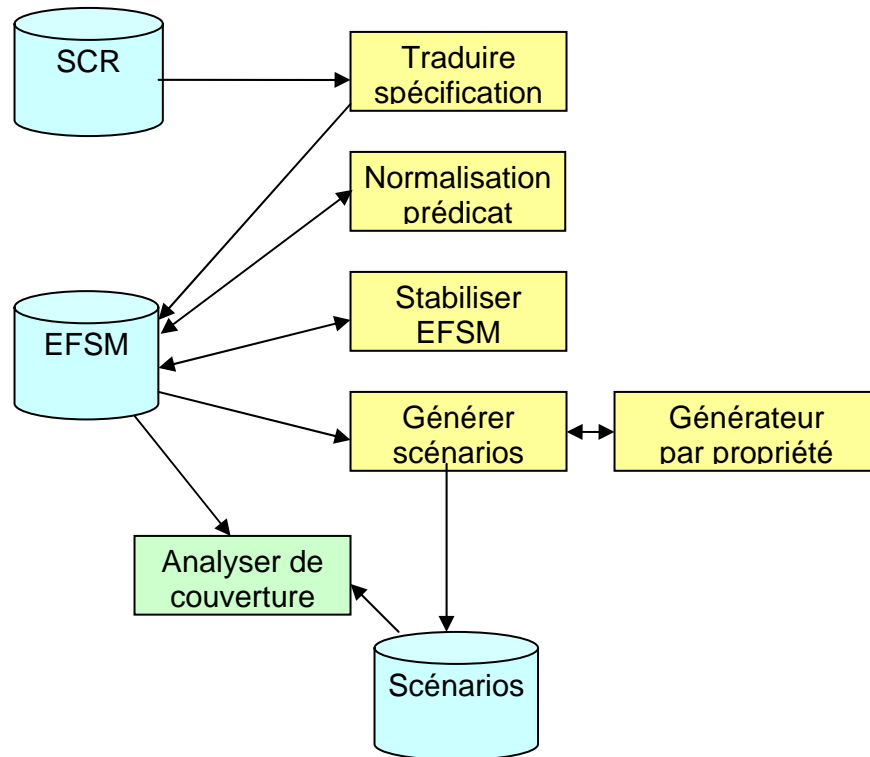 SCR
Traduire
spécification
Normalisation
prédicat
Stabiliser
EFSM
EFSM
Générer
scénarios
Générateur
par propriété
Analyser de
couverture
Scénarios